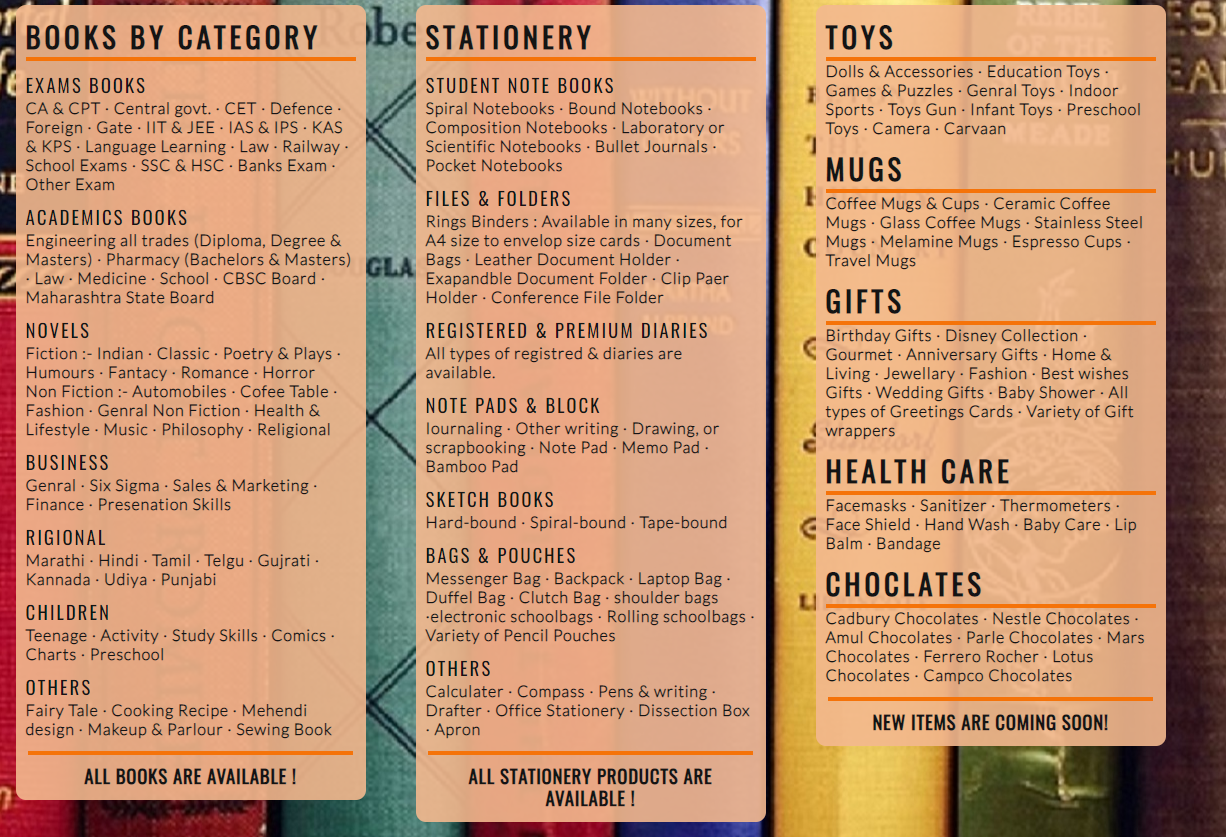 BOOKS BY CATEGORY
EXAMS BOOKS
CA & CPT · Central govt. · CET · Defence ·
Foreign · Gate · IIT & JEE · IAS & IPS · KAS
& KPS · Language Learning · Law · Railway ·
School Exams · SSC & HSC · Banks Exam ·
Other Exam
ACADEMICS BOOKS
Engineering all trades (Diploma, Degree &
Masters) · Pharmacy (Bachelors & Masters)
· Law · Medicine · School · CBSC Board ·
Maharashtra State Board
NOVELS
Fiction :- Indian · Classic · Poetry & Plays ·
Humours · Fantacy · Romance · Horror
Non Fiction :- Automobiles · Cofee Table ·
Fashion · Genral Non Fiction · Health &
Lifestyle · Music · Philosophy · Religional
BUSINESS
Genral · Six Sigma · Sales & Marketing ·
Finance · Presenation Skills
RIGIONAL
Marathi · Hindi · Tamil · Telgu · Gujrati ·
Kannada · Udiya · Punjabi
CHILDREN
Teenage · Activity · Study Skills · Comics ·
Charts · Preschool
OTHERS
Fairy Tale · Cooking Recipe · Mehendi
design · Makeup & Parlour · Sewing Book
ALL BOOKS ARE AVAILABLE !
STATIONERY
STUDENT NOTE BOOKS
Spiral Notebooks · Bound Notebooks ·
Composition Notebooks · Laboratory or
Scientific Notebooks · Bullet Journals ·
Pocket Notebooks
FILES & FOLDERS
Rings Binders : Available in many sizes, for
A4 size to envelop size cards · Document
Bags · Leather Document Holder ·
Exapandble Document Folder · Clip Paer
Holder · Conference File Folder
REGISTERED & PREMIUM DIARIES
All types of registred & diaries are
available.
NOTE PADS & BLOCK
Iournaling · Other writing · Drawing, or
scrapbooking · Note Pad · Memo Pad ·
Bamboo Pad
SKETCH BOOKS
Hard-bound · Spiral-bound · Tape-bound
BAGS & POUCHES
Messenger Bag · Backpack · Laptop Bag ·
Duffel Bag · Clutch Bag · shoulder bags
·electronic schoolbags · Rolling schoolbags ·
Variety of Pencil Pouches
OTHERS
Calculater · Compass · Pens & writing ·
Drafter · Office Stationery · Dissection Box
· Apron
ALL STATIONERY PRODUCTS ARE
AVAILABLE !
TOYS
Dolls & Accessories · Education Toys ·
Games & Puzzles · Genral Toys · Indoor
Sports · Toys Gun · Infant Toys · Preschool
Toys · Camera · Carvaan
MUGS
Coffee Mugs & Cups · Ceramic Coffee
Mugs · Glass Coffee Mugs · Stainless Steel
Mugs · Melamine Mugs · Espresso Cups ·
Travel Mugs
GIFTS
Birthday Gifts · Disney Collection ·
Gourmet · Anniversary Gifts · Home &
Living · Jewellary · Fashion · Best wishes
Gifts · Wedding Gifts · Baby Shower · All
types of Greetings Cards · Variety of Gift
wrappers
HEALTH CARE
Facemasks · Sanitizer · Thermometers ·
Face Shield · Hand Wash · Baby Care · Lip
Balm · Bandage
CHOCLATES
Cadbury Chocolates · Nestle Chocolates ·
Amul Chocolates · Parle Chocolates · Mars
Chocolates · Ferrero Rocher · Lotus
Chocolates · Campco Chocolates
NEW ITEMS ARE COMING SOON!
REBEL
OF THE
MEADE
WITHOUT